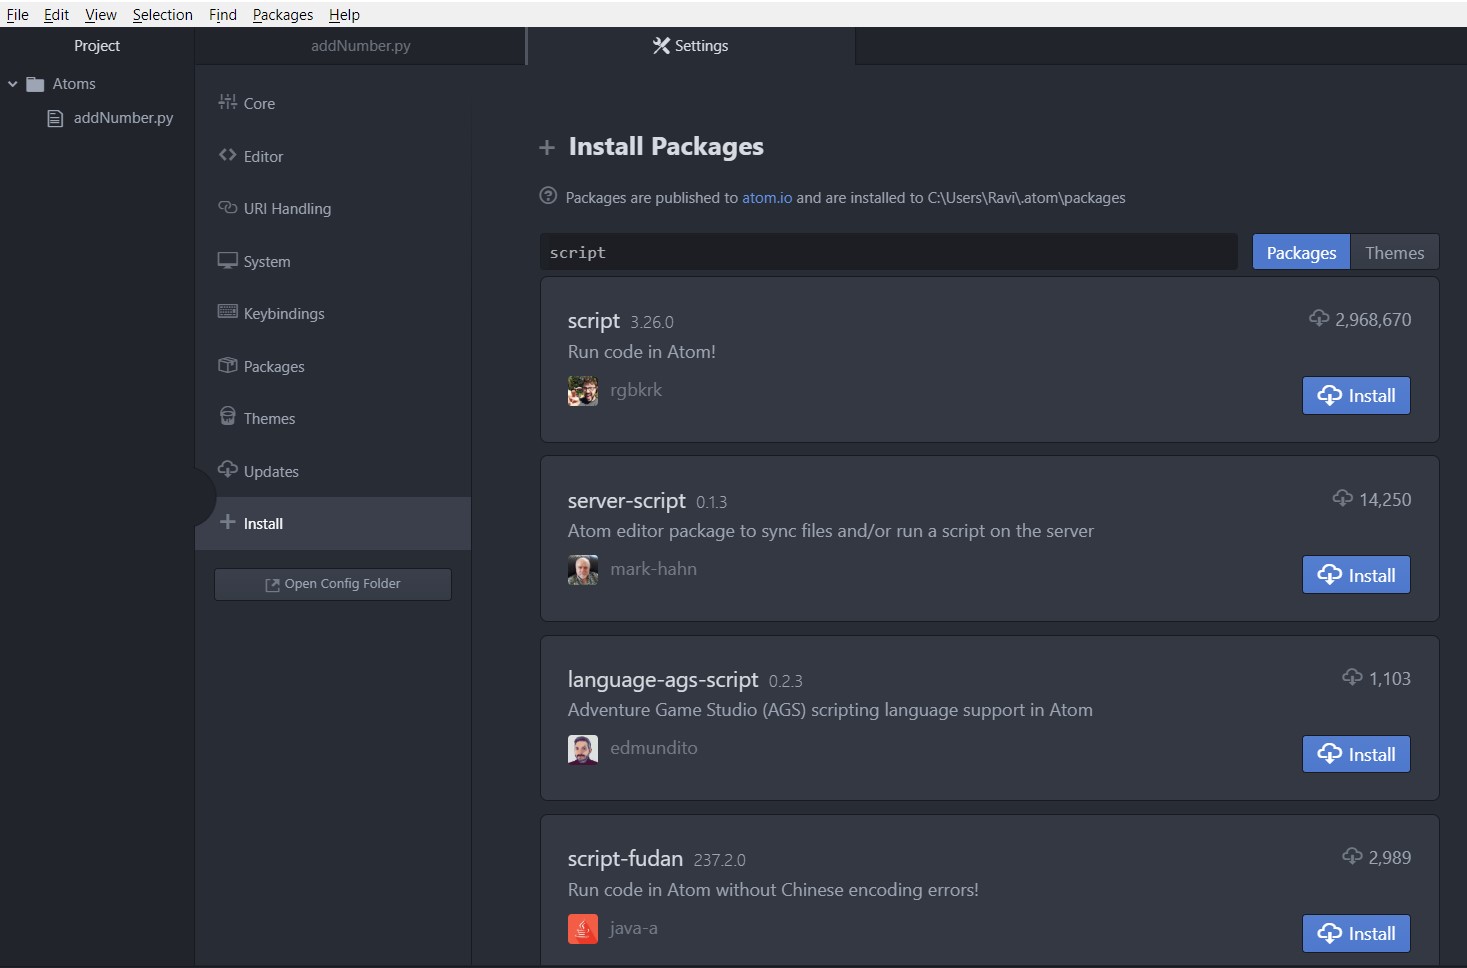 File Edit View Selection Find Packages Help
Project
addNumber.py
Settings
Atoms
addNumber.py
Core
Editor
URI Handling
System
Keybindings
Packages
Themes
Updates
Install
Open Config Folder
Install Packages
Packages are published to atom.io and are installed to C:\Users\Ravi\.atom\packages
script
Packages
Themes
script 3.26.0
2,968,670
Run code in Atom!
rgbkrk
Install
server-script 0.1.3
14,250
Atom editor package to sync files and/or run a script on the server
mark-hahn
Install
language-ags-script 0.2.3
1,103
Adventure Game Studio (AGS) scripting language support in Atom
edmundito
Install
script-fudan 237.2.0
2,989
Run code in Atom without Chinese encoding errors!
java-a
Install